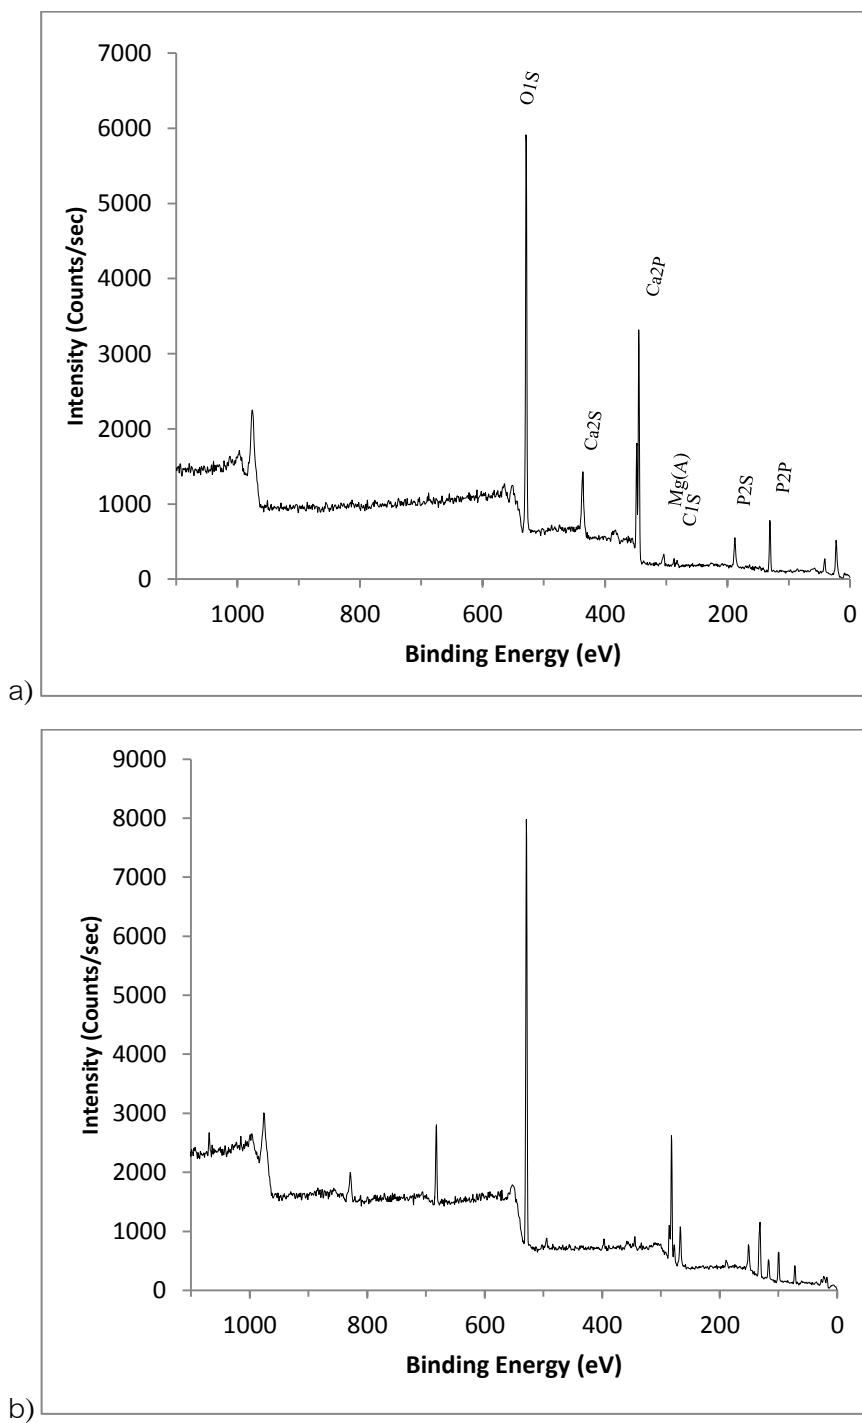 7000
6000
5000
4000
3000
2000
1000
0
Intensity (Counts/sec)
O1S
Ca2S
Ca2P
Mg(A)
C1S
P2S
P2P
1000 800 600 400 200 0
Binding Energy (eV)
a)
9000
8000
7000
6000
5000
4000
3000
2000
1000
0
Intensity (Counts/sec)
1000 800 600 400 200 0
Binding Energy (eV)
b)